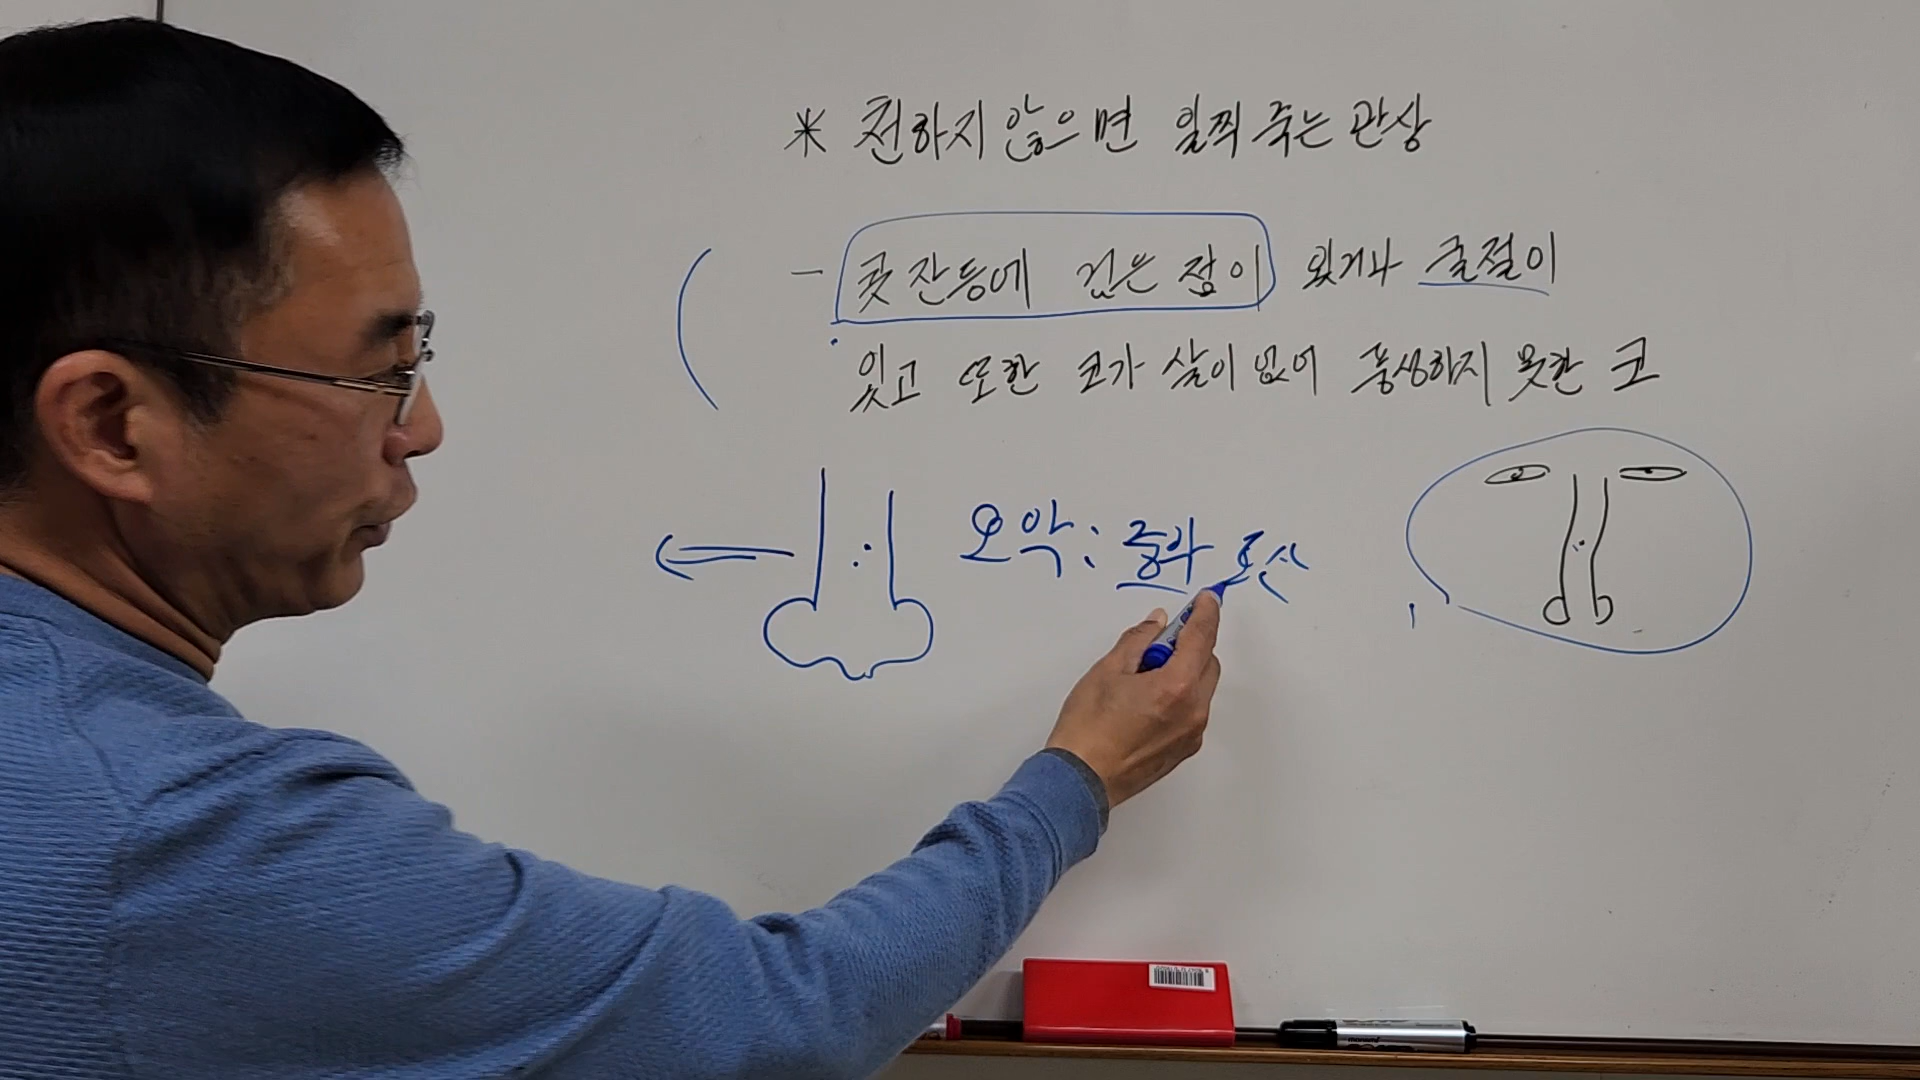 * 천하지 않으면 일찍 죽는 관상
- 콧잔등에 검은 점이 있거나 굴절이
있고 또한 코가 살이 없어 풍성하지 못한 코
오악 : 중악